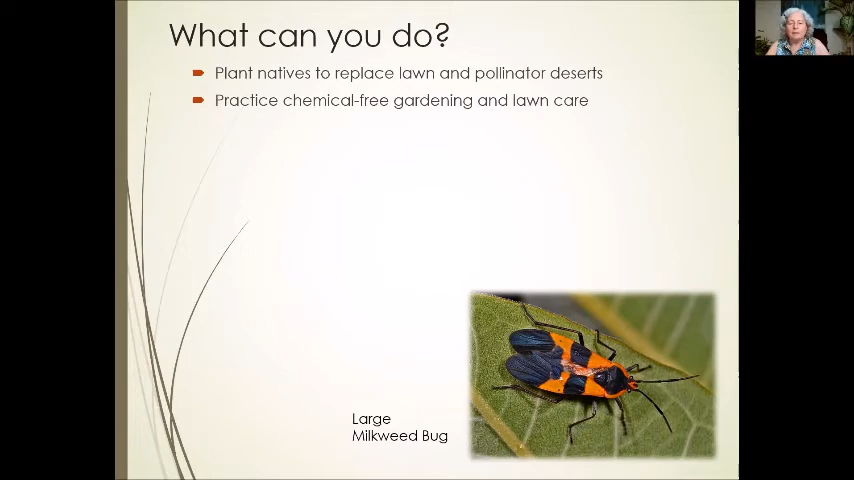 What can you do?
Plant natives to replace lawn and pollinator deserts
Practice chemical-free gardening and lawn care
Large
Milkweed Bug